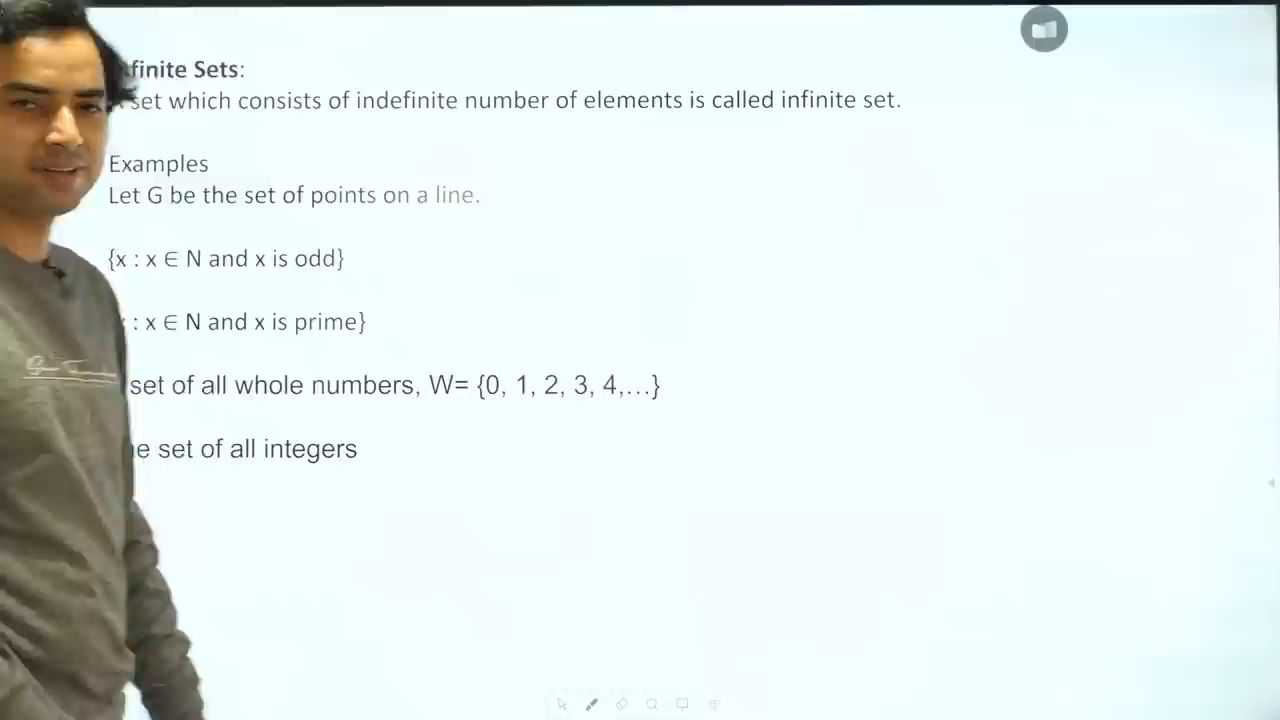 finite Sets:
set which consists of indefinite number of elements is called infinite set.
Examples
Let G be the set of points on a line.
{x : x ∈ N and x is odd}
: x ∈ N and x is prime}
set of all whole numbers, W= {0, 1, 2, 3, 4,…}
e set of all integers